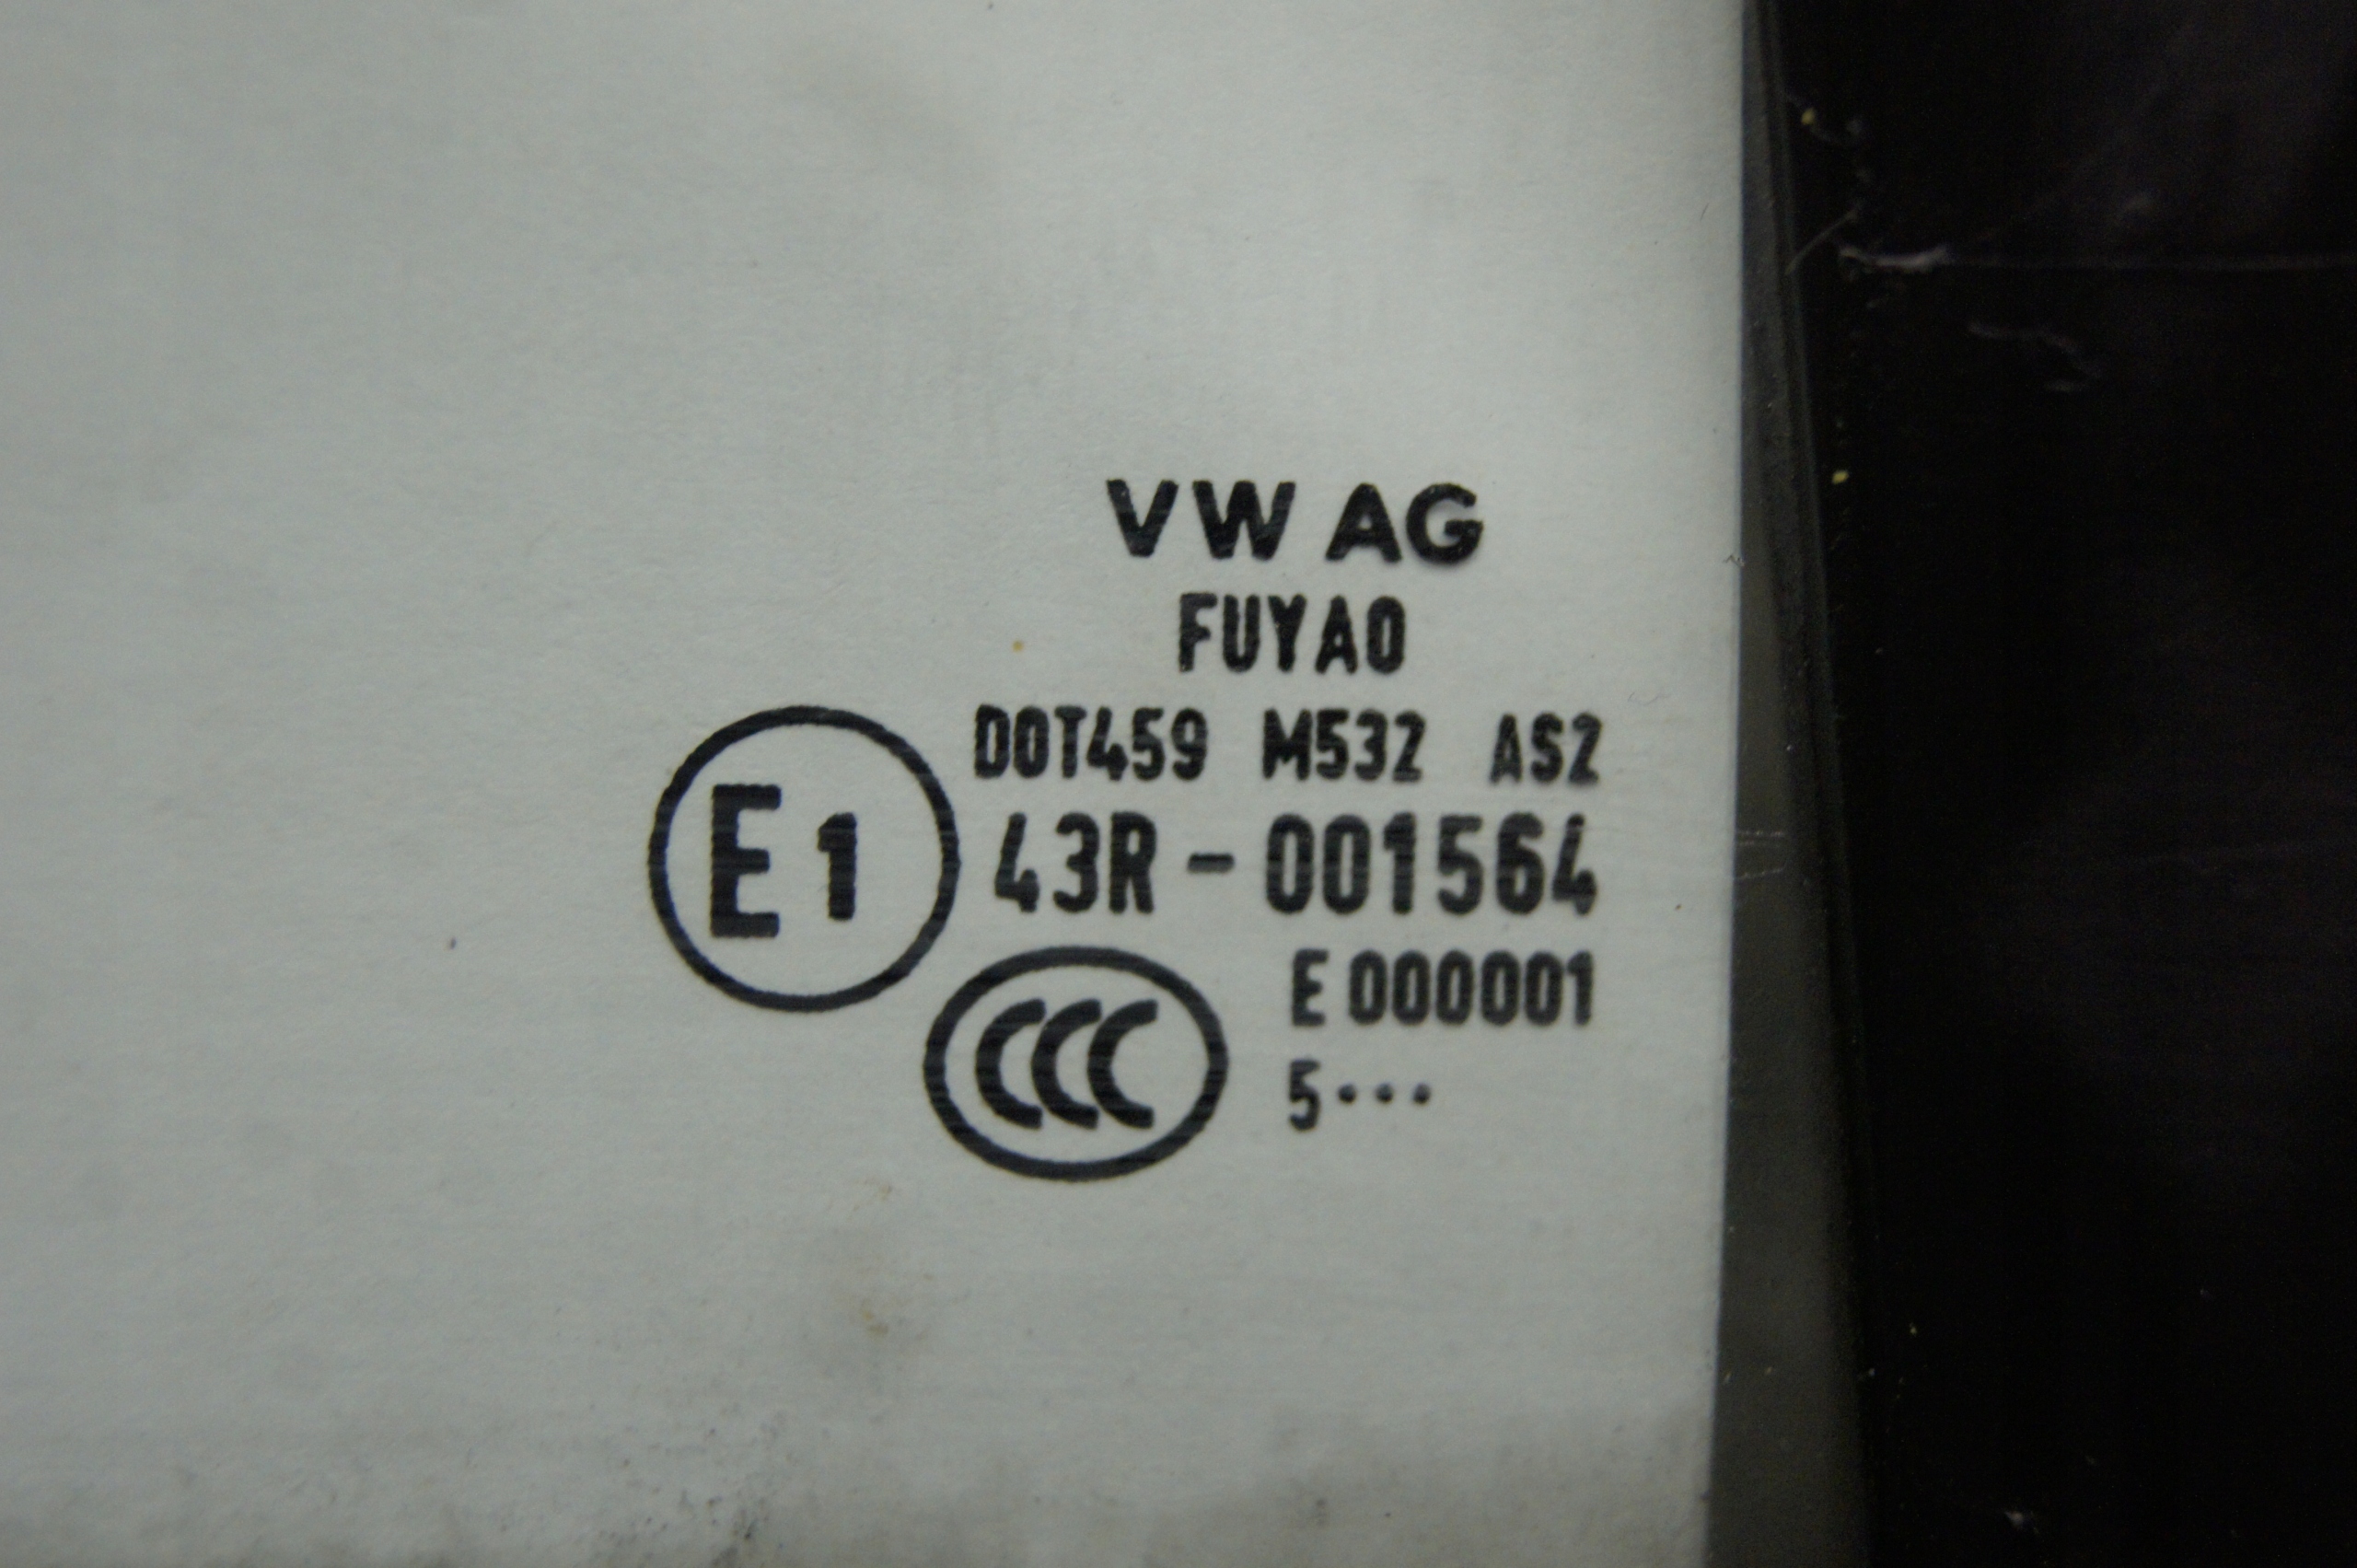 VW AG
FUYAO
DOT459 M532 AS2
E1 43R - 001564
CCC E 000001
5...